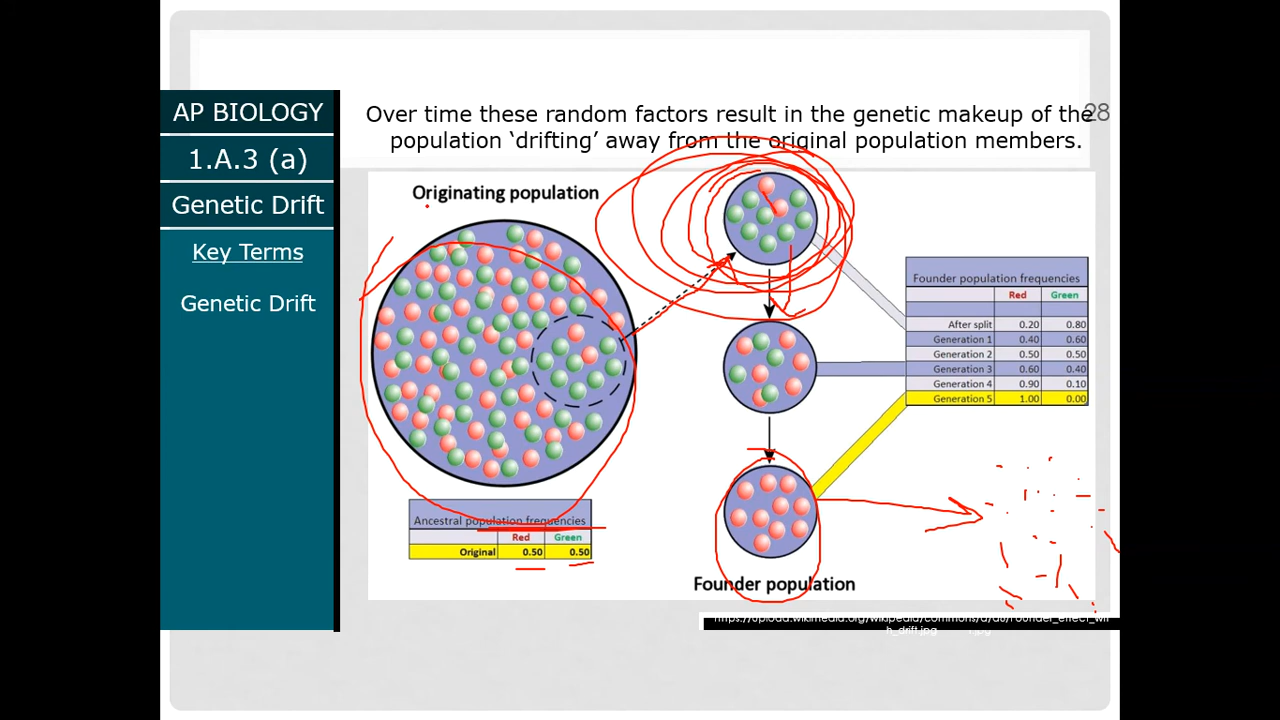 AP BIOLOGY
1.A.3 (a)
Genetic Drift
Key Terms
Genetic Drift
Over time these random factors result in the genetic makeup of the
population ‘drifting’ away from the original population members.
28
Originating population
Ancestral population frequencies
Red Green
Original 0.50 0.50
Founder population frequencies
Red Green
After split 0.20 0.80
Generation 1 0.40 0.60
Generation 2 0.50 0.50
Generation 3 0.60 0.40
Generation 4 0.90 0.10
Generation 5 1.00 0.00
Founder population
h_drift.jpg